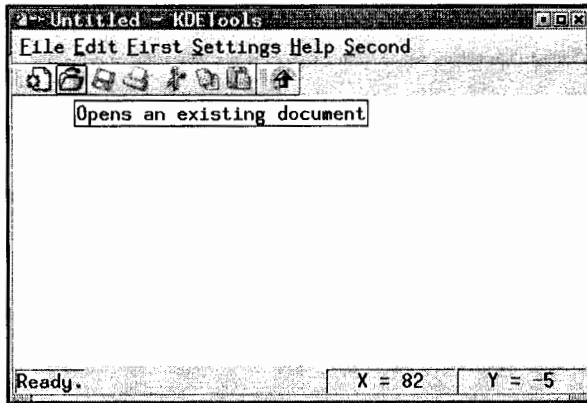 Untitled - KDETools
File Edit First Settings Help Second
Opens an existing document
Ready. X = 82 Y = -5